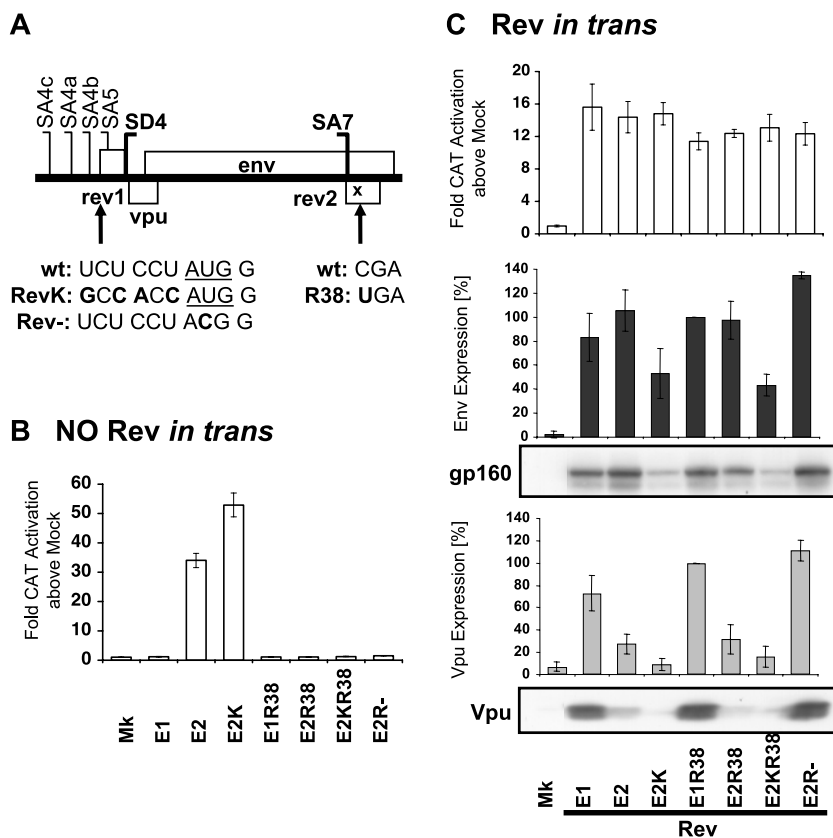 A
SA4c
SA4a
SA4b
SA5
SD4
SA7
env
rev1
vpu
rev2
x
wt: UCU CCU AUG G
RevK: GCC ACC AUG G
Rev-: UCU CCU ACG G
wt: CGA
R38: UGA
B NO Rev in trans
Fold CAT Activation
above Mock
60
50
40
30
20
10
0
Mk
E1
E2
E2K
E1R38
E2R38
E2KR38
E2R-
C Rev in trans
Fold CAT Activation
above Mock
20
16
12
8
4
0
Env Expression [%]
140
120
100
80
60
40
20
0
gp160
Vpu Expression [%]
140
120
100
80
60
40
20
0
Vpu
Mk
E1
E2
E2K
E1R38
E2R38
E2KR38
E2R-
Rev